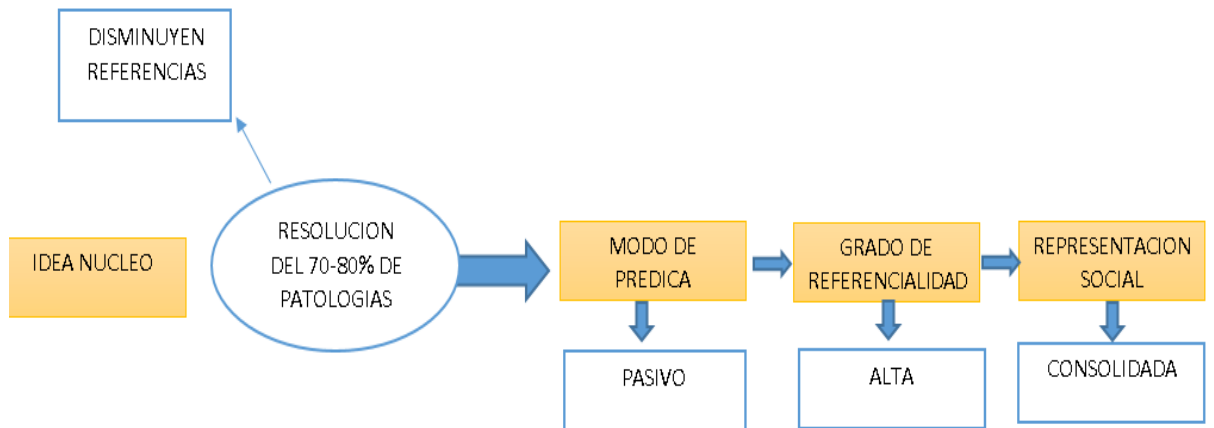 DISMINUYEN
REFERENCIAS
IDEA NUCLEO
RESOLUCION
DEL 70-80% DE
PATOLOGIAS
MODO DE
PREDICA
GRADO DE
REFERENCIALIDAD
REPRESENTACION
SOCIAL
PASIVO
ALTA
CONSOLIDADA